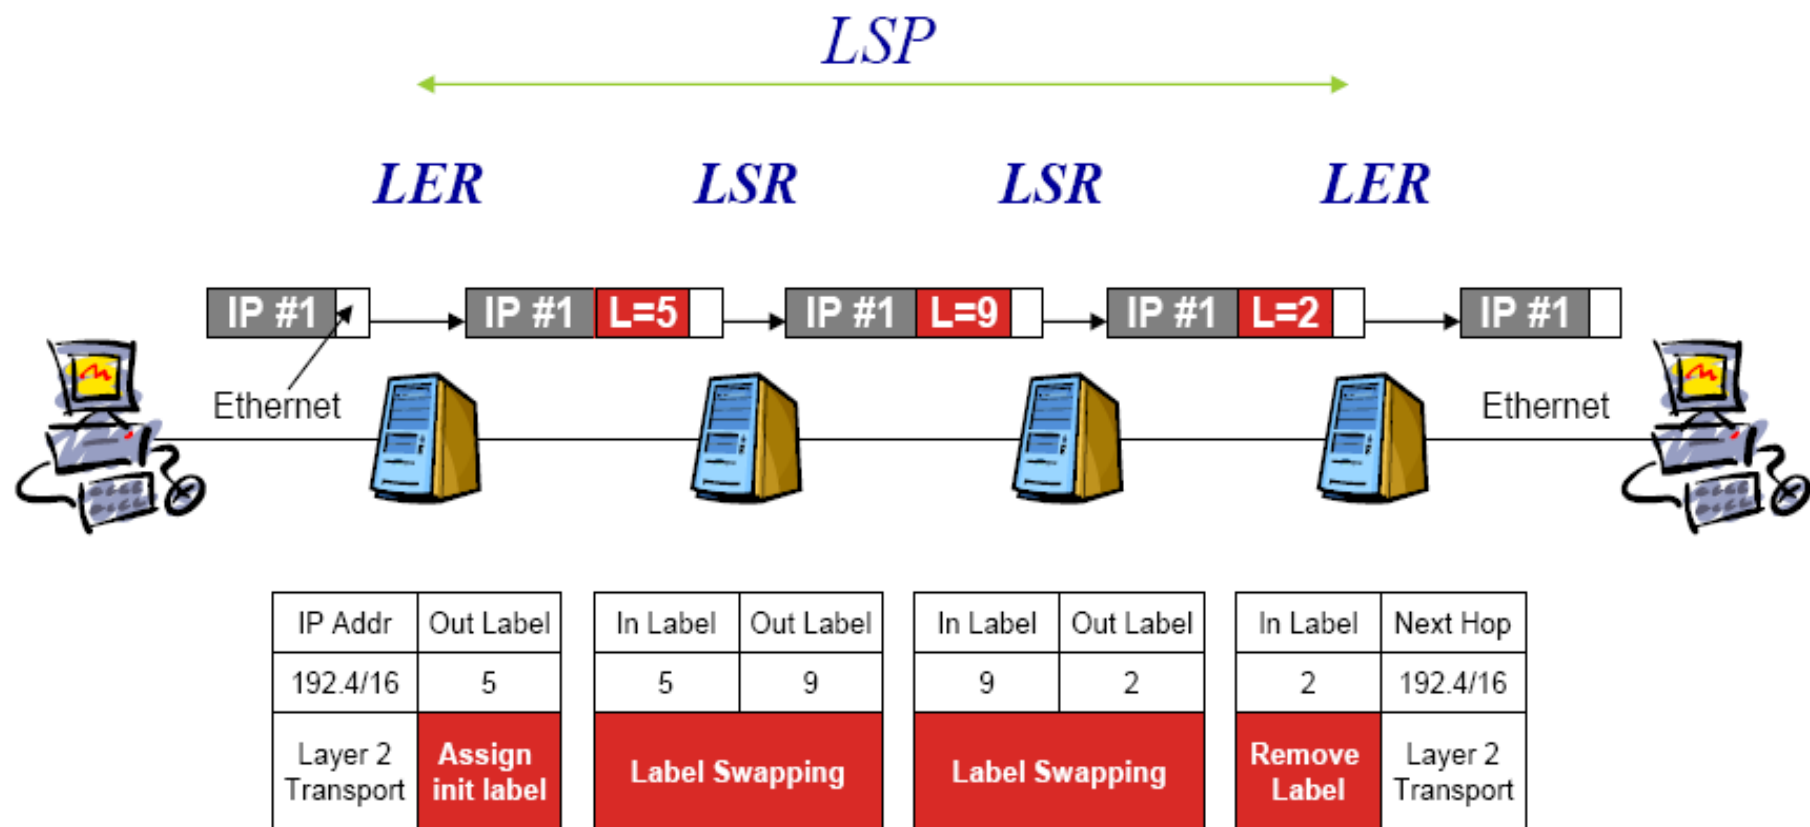 LSP
LER LSR LSR LER
IP #1 IP #1 L=5 IP #1 L=9 IP #1 L=2 IP #1
Ethernet Ethernet
IP Addr Out Label In Label Out Label In Label Out Label In Label Next Hop
192.4/16 5 5 9 9 2 2 192.4/16
Layer 2 Assign Label Swapping Label Swapping Remove Layer 2
Transport init label Label Transport